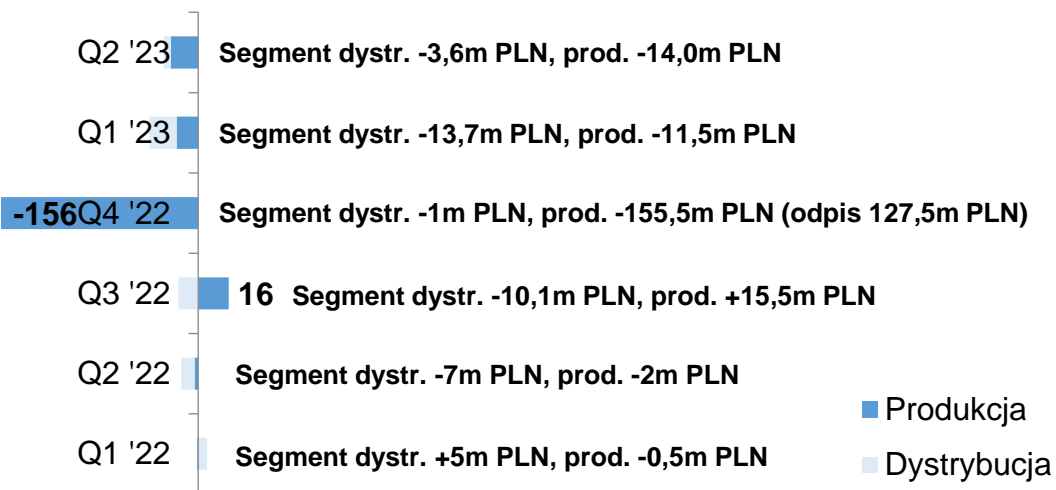 Q2 '23 Segment dystr. -3,6m PLN, prod. -14,0m PLN
Q1 '23 Segment dystr. -13,7m PLN, prod. -11,5m PLN
-156 Q4 '22 Segment dystr. -1m PLN, prod. -155,5m PLN (odpis 127,5m PLN)
Q3 '22 16 Segment dystr. -10,1m PLN, prod. +15,5m PLN
Q2 '22 Segment dystr. -7m PLN, prod. -2m PLN
Q1 '22 Segment dystr. +5m PLN, prod. -0,5m PLN
Produkcja
Dystrybucja